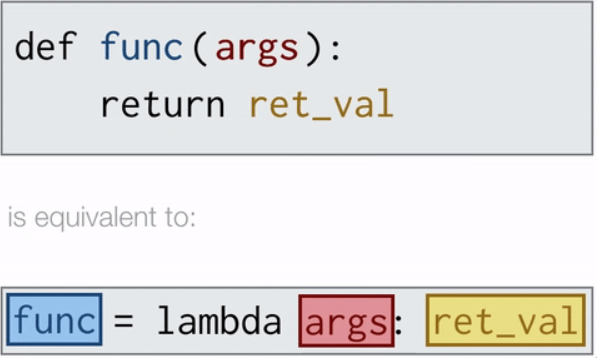 def func(args):
    return ret_val
is equivalent to:
func = lambda args: ret_val